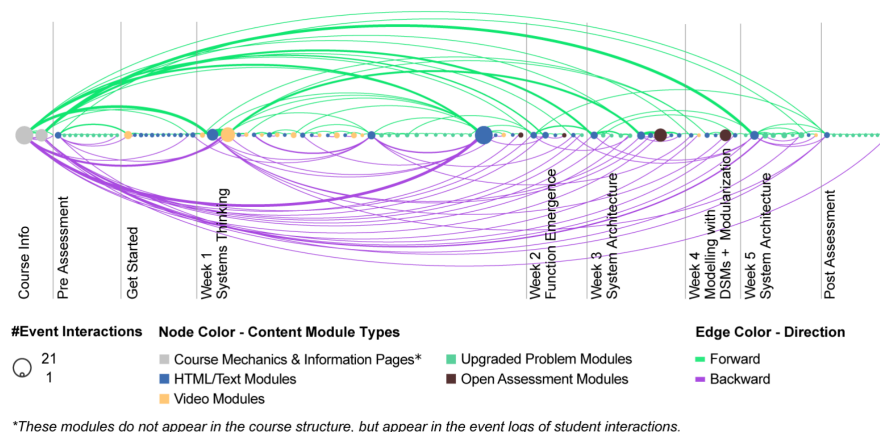 Course Info
Pre Assessment
Get Started
Week 1
Systems Thinking
Week 2
Function Emergence
Week 3
System Architecture
Week 4
Modelling with
DSMs + Modularization
Week 5
System Architecture
Post Assessment
#Event Interactions
21
1
Node Color - Content Module Types
Course Mechanics & Information Pages*
HTML/Text Modules
Video Modules
Upgraded Problem Modules
Open Assessment Modules
Edge Color - Direction
Forward
Backward
*These modules do not appear in the course structure, but appear in the event logs of student interactions.